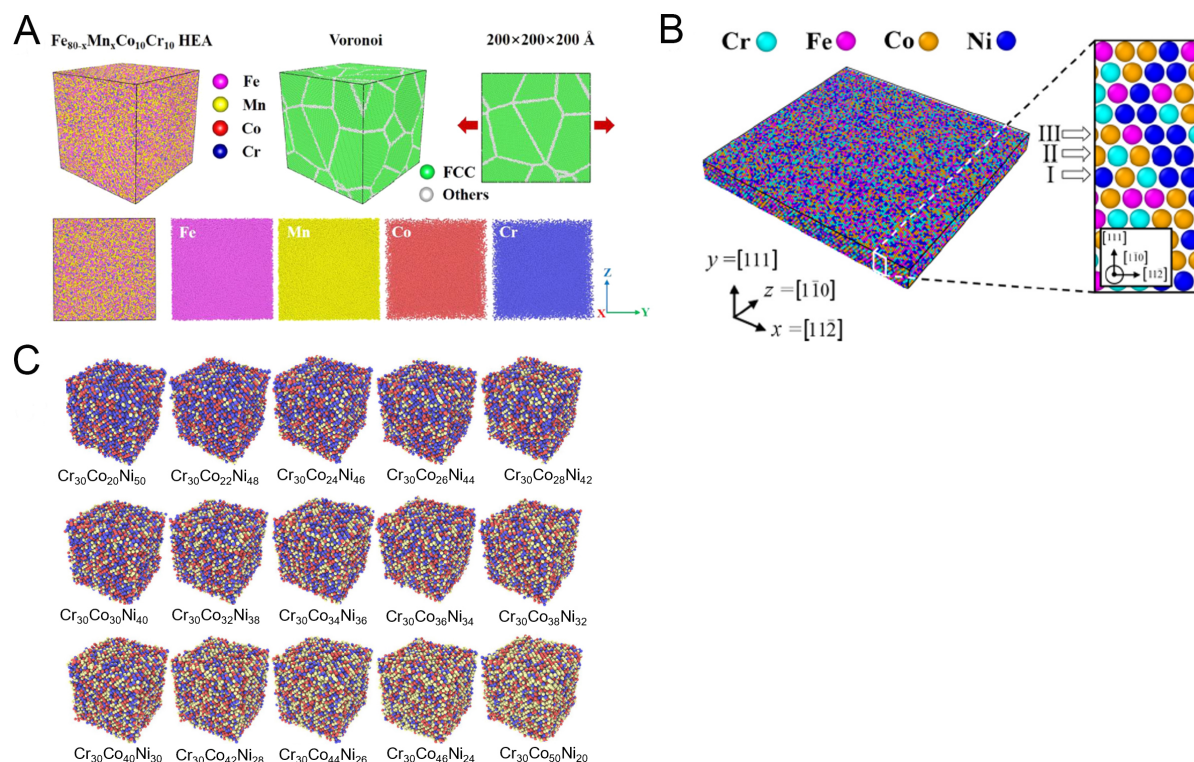 A
Fe₈₀₋ₓMnₓCo₁₀Cr₁₀ HEA
Voronoi
200×200×200 Å
Fe
Mn
Co
Cr
FCC
Others
Fe
Mn
Co
Cr
Z
X
Y
B
Cr
Fe
Co
Ni
III
II
I
[111]
[11̄0]
[112̄]
y = [111]
z = [11̄0]
x = [112̄]
C
Cr₃₀Co₂₀Ni₅₀
Cr₃₀Co₂₂Ni₄₈
Cr₃₀Co₂₄Ni₄₆
Cr₃₀Co₂₆Ni₄₄
Cr₃₀Co₂₈Ni₄₂
Cr₃₀Co₃₀Ni₄₀
Cr₃₀Co₃₂Ni₃₈
Cr₃₀Co₃₄Ni₃₆
Cr₃₀Co₃₆Ni₃₄
Cr₃₀Co₃₈Ni₃₂
Cr₃₀Co₄₀Ni₃₀
Cr₃₀Co₄₂Ni₂₈
Cr₃₀Co₄₄Ni₂₆
Cr₃₀Co₄₆Ni₂₄
Cr₃₀Co₅₀Ni₂₀